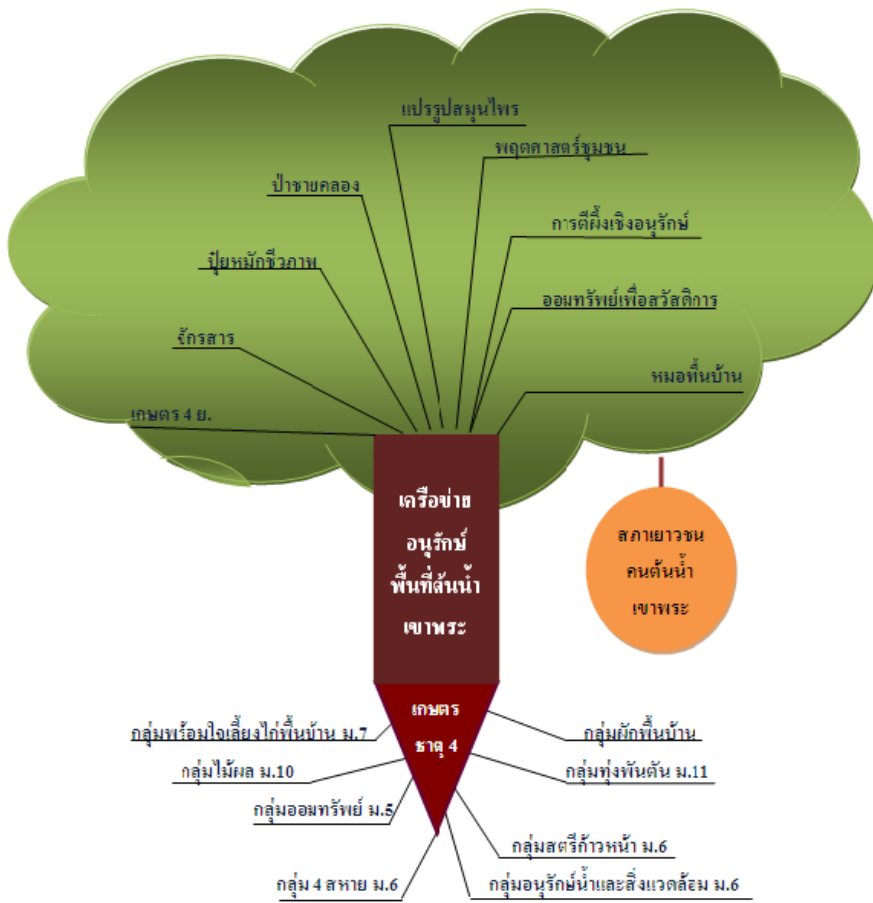 แปรรูปสมุนไพร
พฤตศาสตร์ชุมชน
ป่าชายคลอง
การตีผึ้งเชิงอนุรักษ์
ปุ๋ยหมักชีวภาพ
ออมทรัพย์เพื่อสวัสดิการ
จักรสาร
หมอพื้นบ้าน
เกษตร 4 ย.
เครือข่าย
อนุรักษ์
พื้นที่ต้นน้ำ
เขาพระ
สภาเยาวชน
คนต้นน้ำ
เขาพระ
เกษตร
ธาตุ 4
กลุ่มพร้อมใจเลี้ยงไก่พื้นบ้าน ม.7
กลุ่มผักพื้นบ้าน
กลุ่มไม้ผล ม.10
กลุ่มทุ่งพันตัน ม.11
กลุ่มออมทรัพย์ ม.5
กลุ่มสตรีก้าวหน้า ม.6
กลุ่ม 4 สหาย ม.6
กลุ่มอนุรักษ์น้ำและสิ่งแวดล้อม ม.6